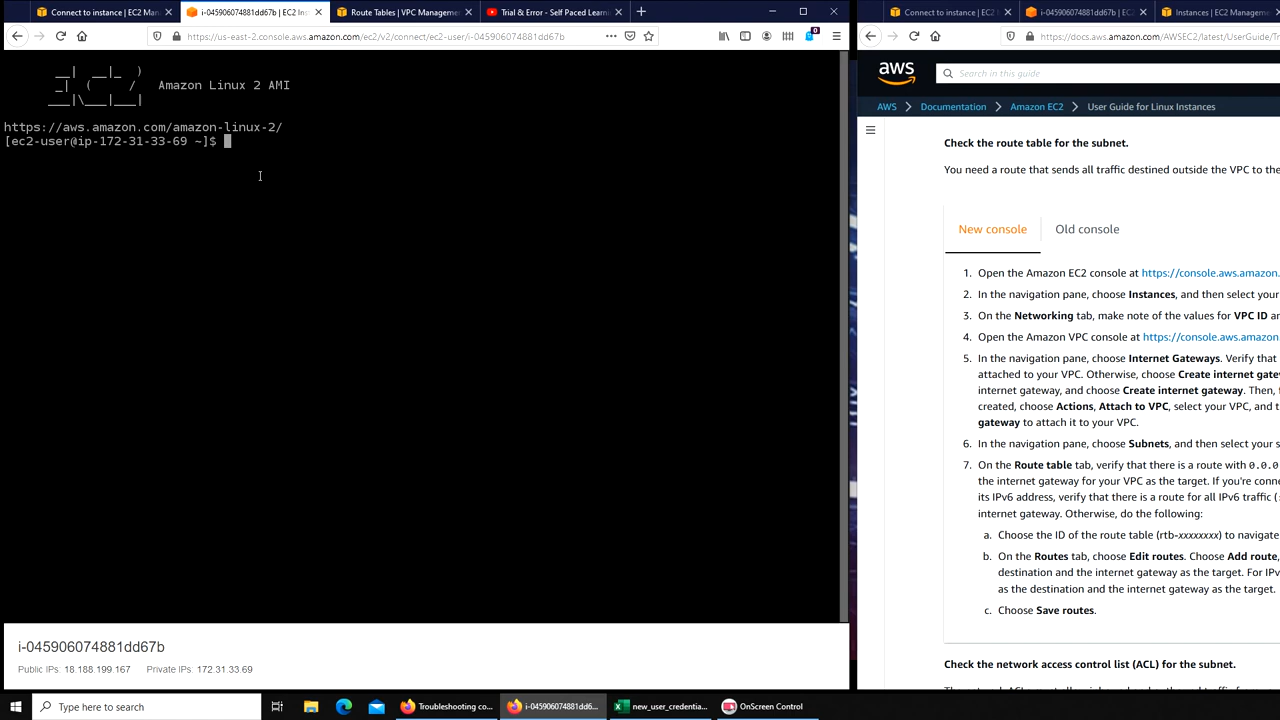 Connect to instance | EC2 Man
i-045906074881dd67b | EC2 Ins
Route Tables | VPC Manageme
Trial & Error - Self Paced Learni
https://us-east-2.console.aws.amazon.com/ec2/v2/connect/ec2-user/i-045906074881dd67b
__| __|_ )
_| ( / Amazon Linux 2 AMI
___|\___|___|
https://aws.amazon.com/amazon-linux-2/
[ec2-user@ip-172-31-33-69 ~]$
i-045906074881dd67b
Public IPs: 18.188.199.167 Private IPs: 172.31.33.69
Connect to instance | EC2 M
i-045906074881dd67b | EC2
Instances | EC2 Manageme
https://docs.aws.amazon.com/AWSEC2/latest/UserGuide/Tr
aws
Search in this guide
AWS > Documentation > Amazon EC2 > User Guide for Linux Instances
Check the route table for the subnet.
You need a route that sends all traffic destined outside the VPC to the
New console Old console
1. Open the Amazon EC2 console at https://console.aws.amazon.
2. In the navigation pane, choose Instances, and then select your
3. On the Networking tab, make note of the values for VPC ID an
4. Open the Amazon VPC console at https://console.aws.amazon
5. In the navigation pane, choose Internet Gateways. Verify that
attached to your VPC. Otherwise, choose Create internet gate
internet gateway, and choose Create internet gateway. Then,
created, choose Actions, Attach to VPC, select your VPC, and t
gateway to attach it to your VPC.
6. In the navigation pane, choose Subnets, and then select your s
7. On the Route table tab, verify that there is a route with 0.0.0
the internet gateway for your VPC as the target. If you're conne
its IPv6 address, verify that there is a route for all IPv6 traffic (
internet gateway. Otherwise, do the following:
a. Choose the ID of the route table (rtb-xxxxxxxx) to navigate
b. On the Routes tab, choose Edit routes. Choose Add route,
destination and the internet gateway as the target. For IPv
as the destination and the internet gateway as the target.
c. Choose Save routes.
Check the network access control list (ACL) for the subnet.
Type here to search
Troubleshooting co...
i-045906074881dd6...
new_user_credentia...
OnScreen Control